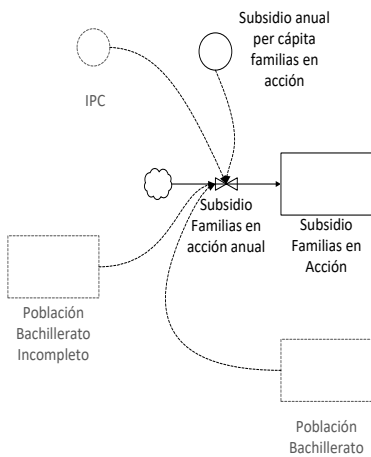 Subsidio anual
per cápita
familias en
acción
IPC
Subsidio
Familias en
acción anual
Subsidio
Familias en
Acción
Población
Bachillerato
Incompleto
Población
Bachillerato